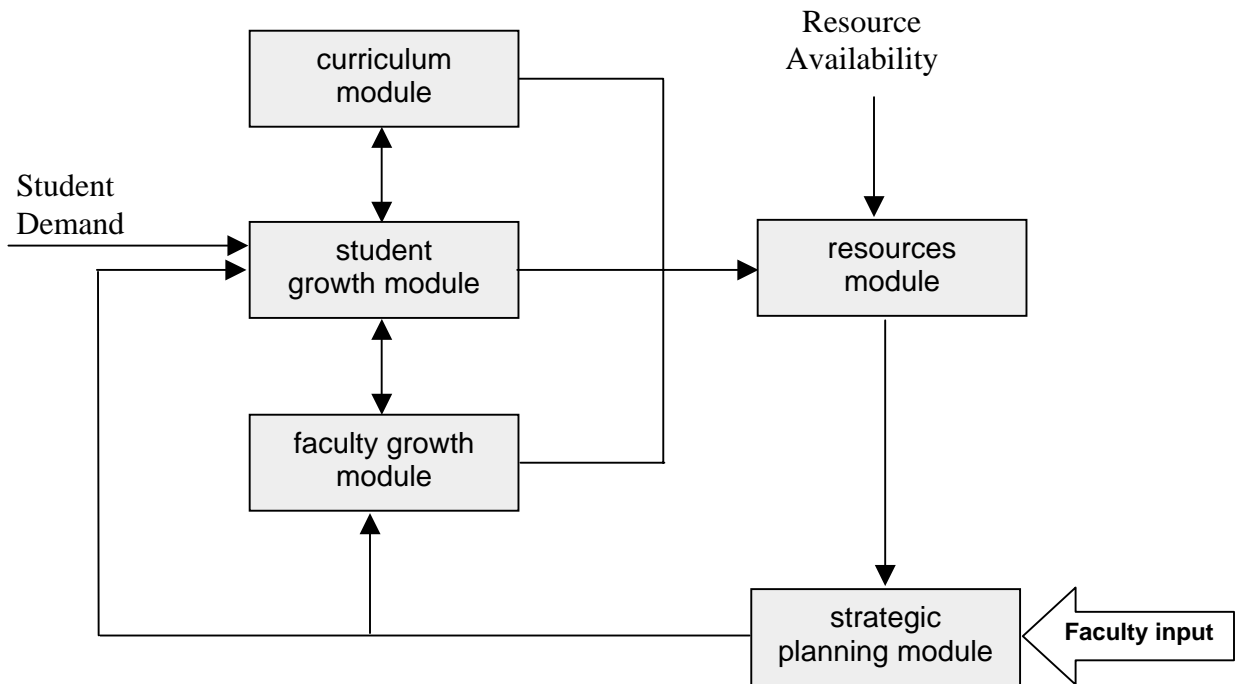 curriculum
module
Resource
Availability
Student
Demand
student
growth module
resources
module
faculty growth
module
strategic
planning module
Faculty input